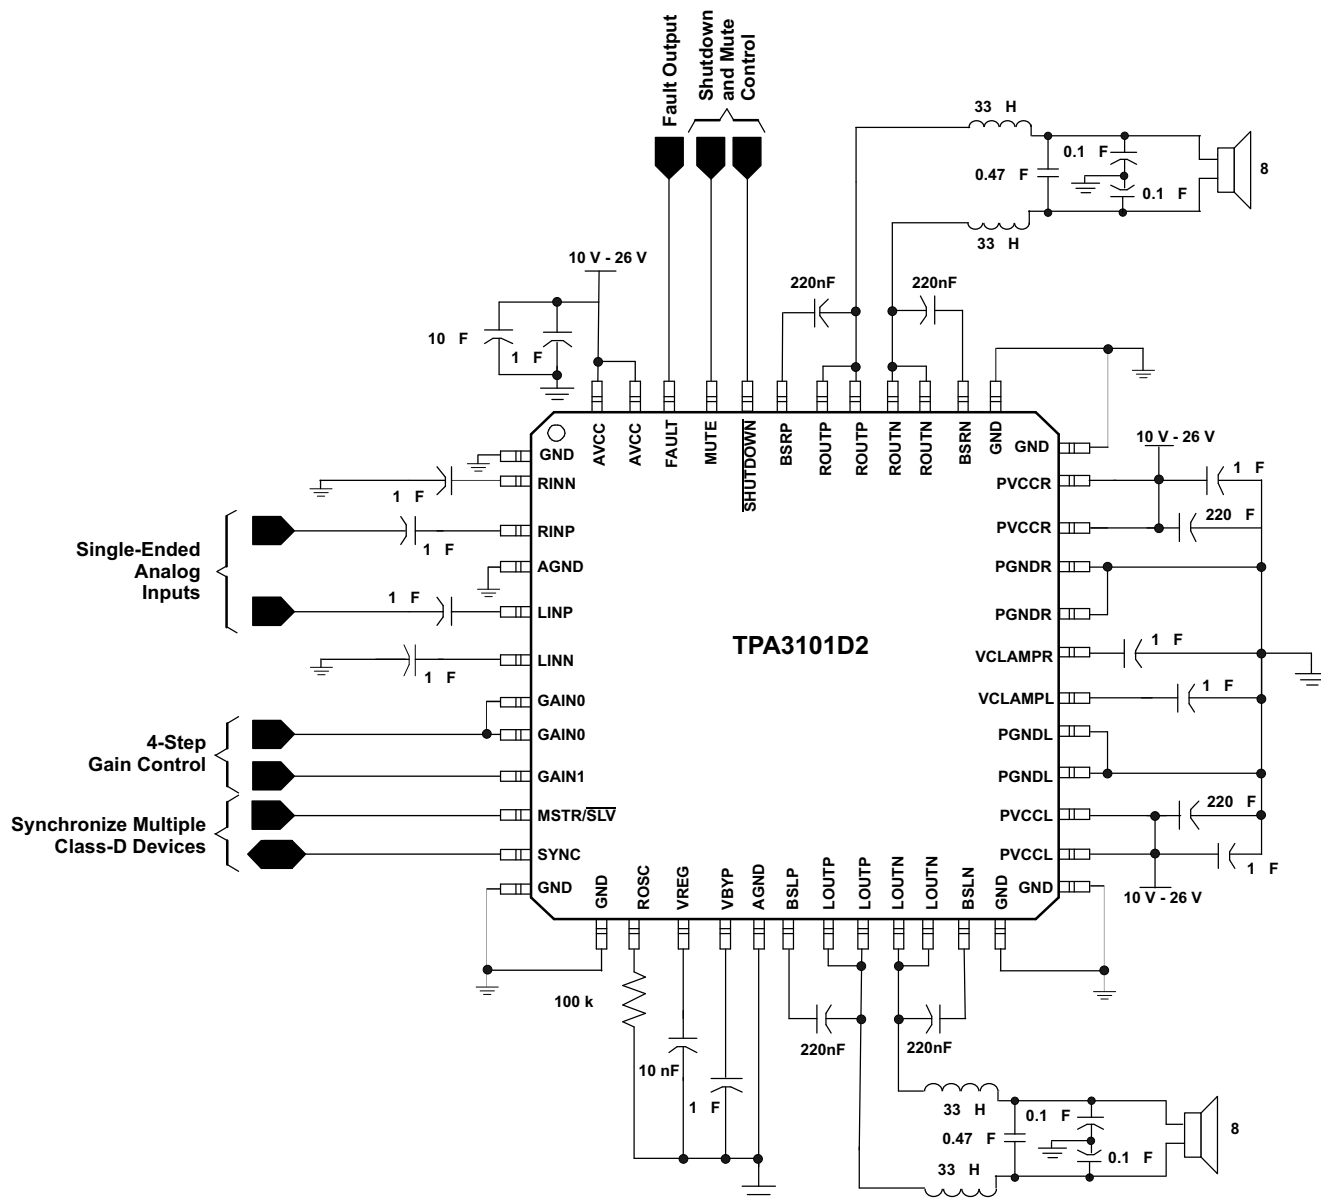 Fault Output
Shutdown
and Mute
Control
33 H
0.1 F
0.47 F
0.1 F
8
33 H
10 V - 26 V
220nF
220nF
10 F
1 F
AVCC
AVCC
FAULT
MUTE
SHUTDOWN
BSRP
ROUTP
ROUTP
ROUTN
ROUTN
BSRN
GND
GND
RINN
1 F
RINP
1 F
AGND
1 F
LINP
LINN
1 F
GAIN0
GAIN0
GAIN1
MSTR/SLV
SYNC
GND
Single-Ended
Analog
Inputs
4-Step
Gain Control
Synchronize Multiple
Class-D Devices
TPA3101D2
GND
10 V - 26 V
PVCCR
1 F
PVCCR
220 F
PGNDR
PGNDR
VCLAMPR
1 F
VCLAMPL
1 F
PGNDL
PGNDL
PVCCL
220 F
PVCCL
1 F
GND
10 V - 26 V
GND
ROSC
VREG
VBYP
AGND
BSLP
LOUTP
LOUTP
LOUTN
LOUTN
BSLN
GND
100 k
10 nF
1 F
220nF
220nF
33 H
0.1 F
0.47 F
0.1 F
8
33 H